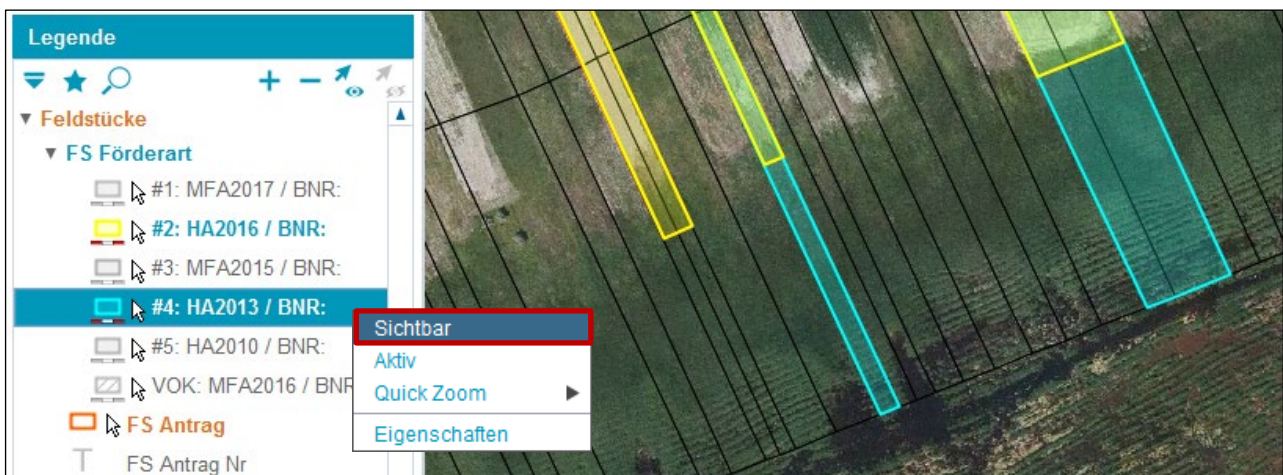 Legende
Feldstücke
FS Förderart
#1: MFA2017 / BNR:
#2: HA2016 / BNR:
#3: MFA2015 / BNR:
#4: HA2013 / BNR:
#5: HA2010 / BNR:
VOK: MFA2016 / BNR
FS Antrag
T FS Antrag Nr
Sichtbar
Aktiv
Quick Zoom
Eigenschaften